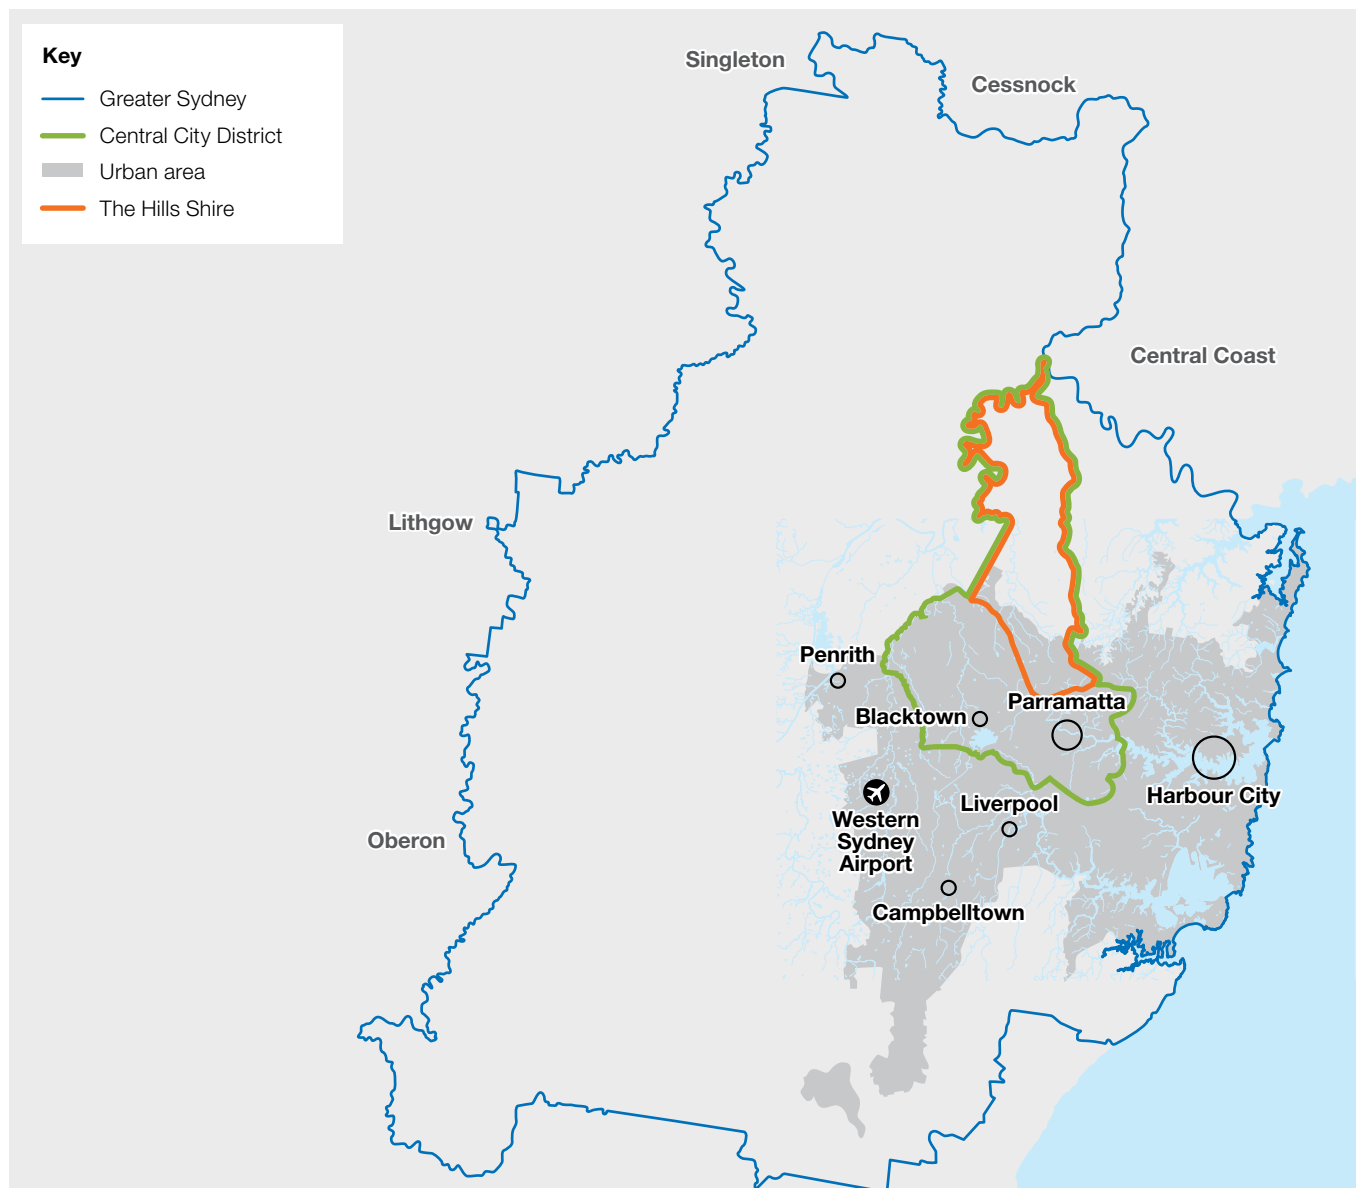 Key
Greater Sydney
Central City District
Urban area
The Hills Shire
Singleton
Cessnock
Central Coast
Lithgow
Penrith
Blacktown
Parramatta
Harbour City
Liverpool
Western
Sydney
Airport
Oberon
Campbelltown